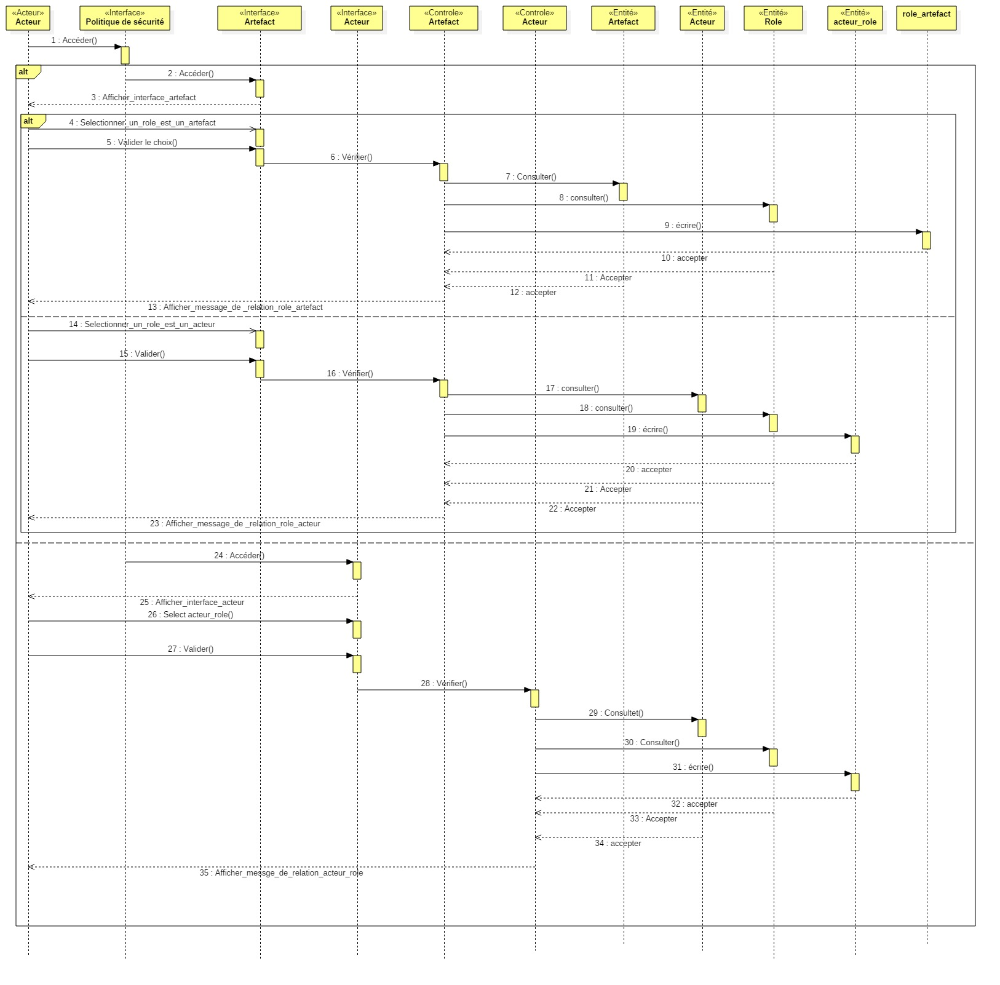 «Acteur»
Acteur
«Interface»
Politique de sécurité
«Interface»
Artefact
«Interface»
Acteur
«Controle»
Artefact
«Controle»
Acteur
«Entité»
Artefact
«Entité»
Acteur
«Entité»
Role
«Entité»
acteur_role
role_artefact
1 : Accéder()
alt
2 : Accéder()
3 : Afficher_interface_artefact
alt
4 : Selectionner_un_role_est_un_artefact
5 : Valider le choix()
6 : Vérifier()
7 : Consulter()
8 : consulter()
9 : écrire()
10 : accepter
11 : Accepter
12 : accepter
13 : Afficher_message_de _relation_role_artefact
14 : Selectionner_un_role_est_un_acteur
15 : Valider()
16 : Vérifier()
17 : consulter()
18 : consulter()
19 : écrire()
20 : accepter
21 : Accepter
22 : Accepter
23 : Afficher_message_de _relation_role_acteur
24 : Accéder()
25 : Afficher_interface_acteur
26 : Select acteur_role()
27 : Valider()
28 : Vérifier()
29 : Consultet()
30 : Consulter()
31 : écrire()
32 : accepter
33 : Accepter
34 : accepter
35 : Afficher_messge_de_relation_acteur_role